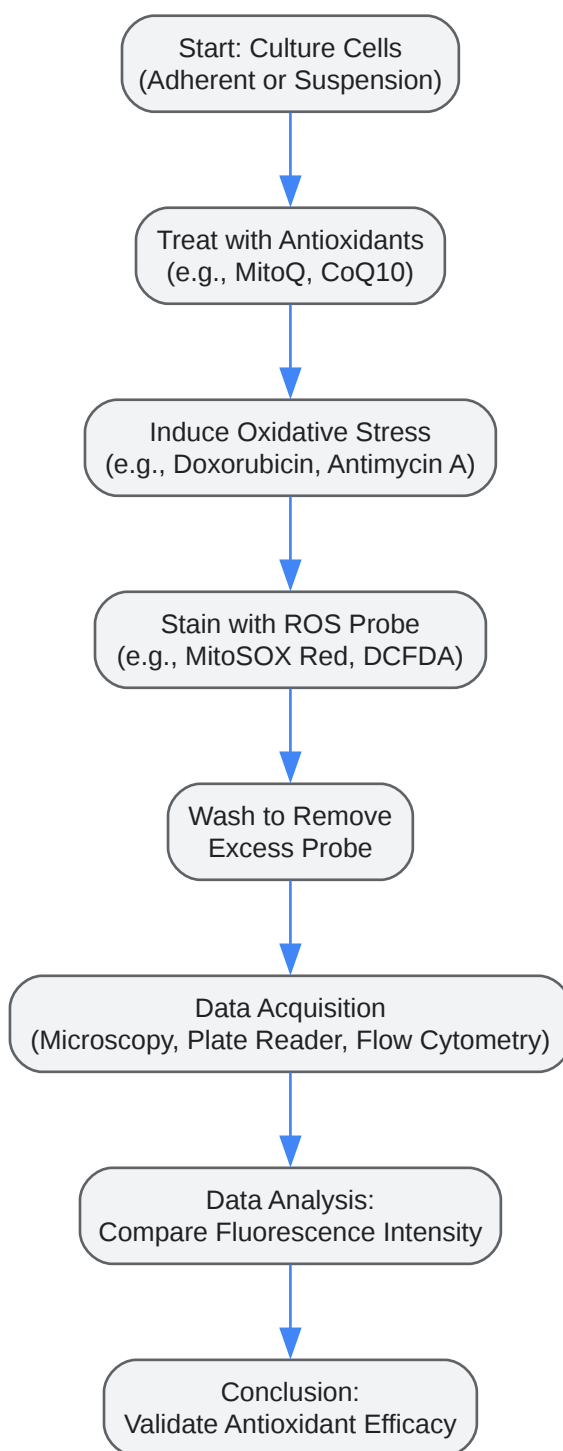 Start: Culture Cells
(Adherent or Suspension)
Treat with Antioxidants
(e.g., MitoQ, CoQ10)
Induce Oxidative Stress
(e.g., Doxorubicin, Antimycin A)
Stain with ROS Probe
(e.g., MitoSOX Red, DCFDA)
Wash to Remove
Excess Probe
Data Acquisition
(Microscopy, Plate Reader, Flow Cytometry)
Data Analysis:
Compare Fluorescence Intensity
Conclusion:
Validate Antioxidant Efficacy